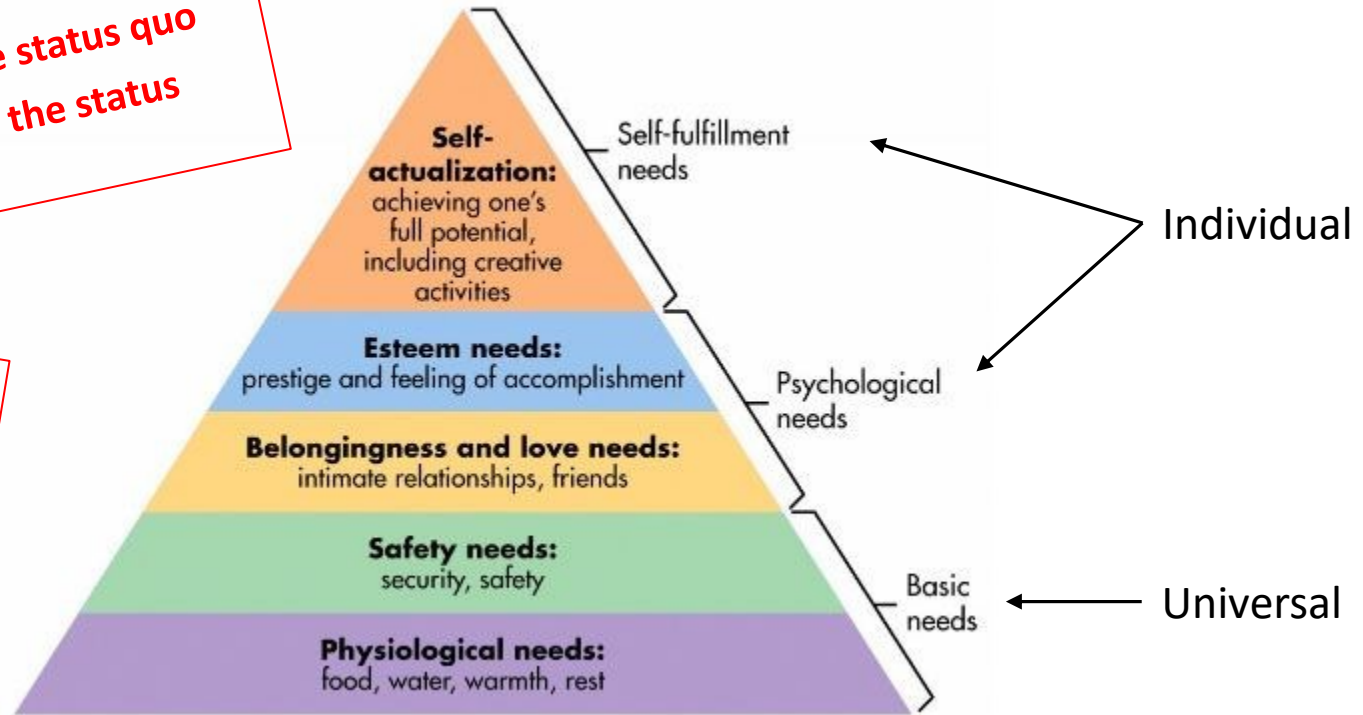 status quo
the status
Self-
actualization:
achieving one's
full potential,
including creative
activities
Self-fulfillment
needs
Individual
Esteem needs:
prestige and feeling of accomplishment
Psychological
needs
Belongingness and love needs:
intimate relationships, friends
Safety needs:
security, safety
Basic
needs
Universal
Physiological needs:
food, water, warmth, rest